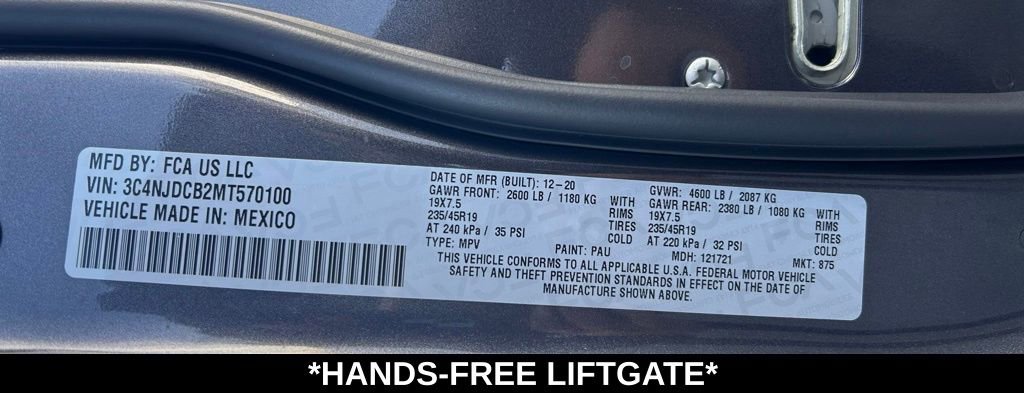 MFD BY: FCA US LLC
VIN: 3C4NJDCB2MT570100
VEHICLE MADE IN: MEXICO
DATE OF MFR (BUILT): 12-20
GAWR FRONT: 2600 LB / 1180 KG WITH
19X7.5 RIMS
235/45R19 TIRES
AT 240 kPa / 35 PSI COLD
TYPE: MPV PAINT: PAU
GVWR: 4600 LB / 2087 KG
GAWR REAR: 2380 LB / 1080 KG WITH
19X7.5 RIMS
235/45R19 TIRES
AT 220 kPa / 32 PSI COLD
MDH: 121721 MKT: 875
THIS VEHICLE CONFORMS TO ALL APPLICABLE U.S.A. FEDERAL MOTOR VEHICLE
SAFETY AND THEFT PREVENTION STANDARDS IN EFFECT ON THE DATE OF
MANUFACTURE SHOWN ABOVE.
*HANDS-FREE LIFTGATE*